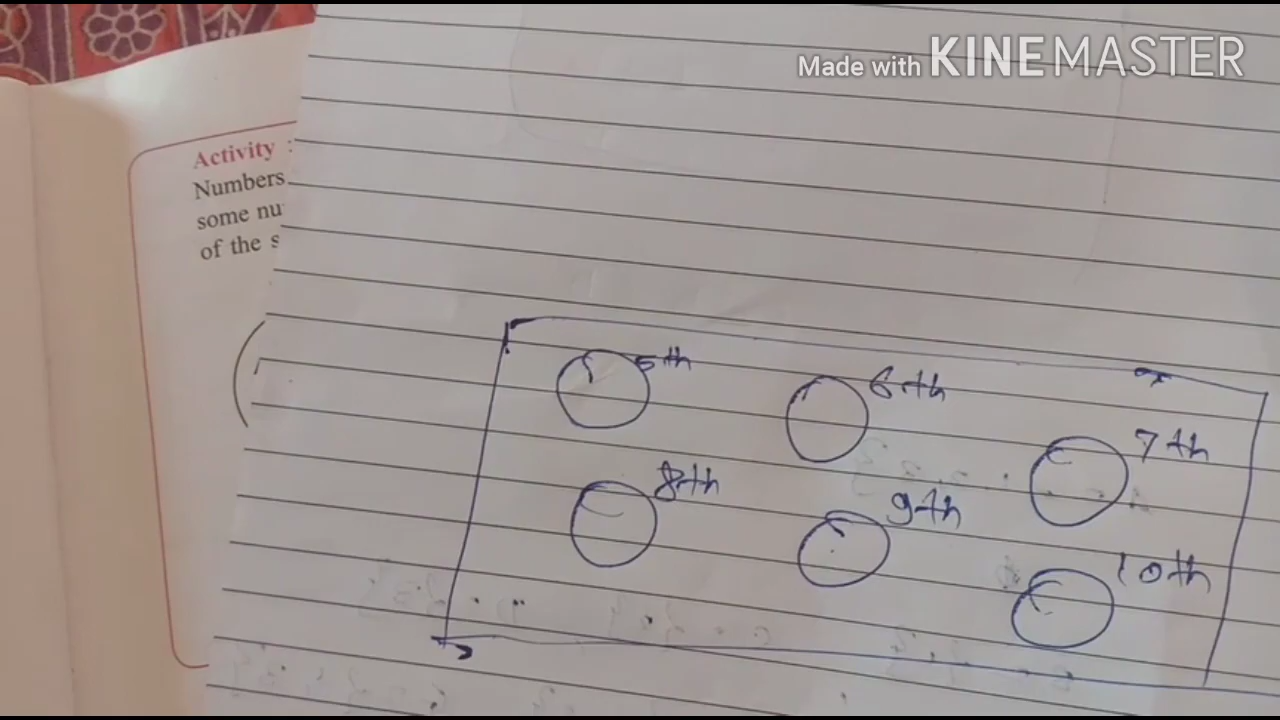 Made with KINEMASTER
Activity :
Numbers
some nu
of the s
5th 6th 7th
8th 9th 10th